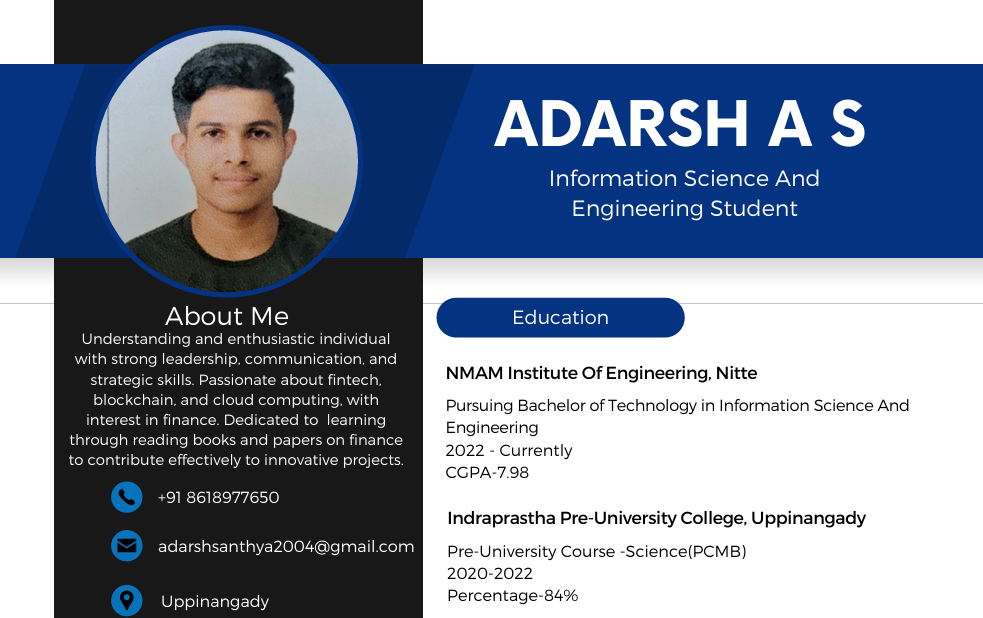 ADARSH A S
Information Science And
Engineering Student
About Me
Understanding and enthusiastic individual
with strong leadership, communication, and
strategic skills. Passionate about fintech,
blockchain, and cloud computing, with
interest in finance. Dedicated to  learning
through reading books and papers on finance
to contribute effectively to innovative projects.
+91 8618977650
adarshsanthya2004@gmail.com
Uppinangady
Education
NMAM Institute Of Engineering, Nitte
Pursuing Bachelor of Technology in Information Science And
Engineering
2022 - Currently
CGPA-7.98
Indraprastha Pre-University College, Uppinangady
Pre-University Course -Science(PCMB)
2020-2022
Percentage-84%